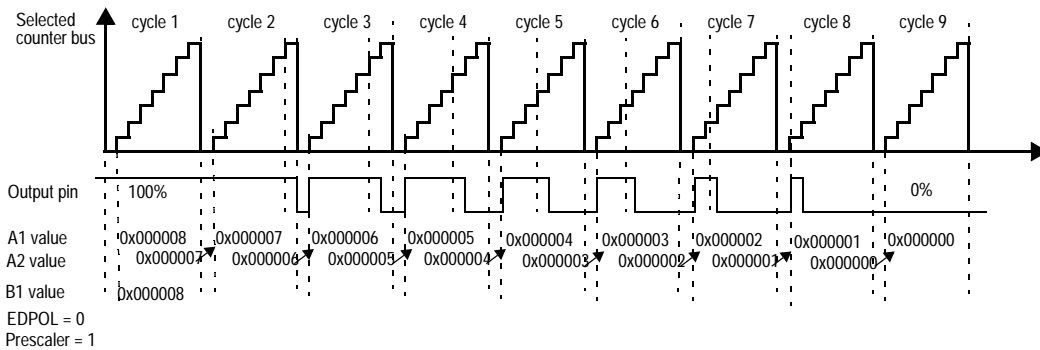 Selected
counter bus
cycle 1 cycle 2 cycle 3 cycle 4 cycle 5 cycle 6 cycle 7 cycle 8 cycle 9
Output pin 100% 0%
A1 value 0x000008 0x000007 0x000006 0x000005 0x000004 0x000003 0x000002 0x000001 0x000000
A2 value 0x000007 0x000006 0x000005 0x000004 0x000003 0x000002 0x000001 0x000000
B1 value 0x000008
EDPOL = 0
Prescaler = 1